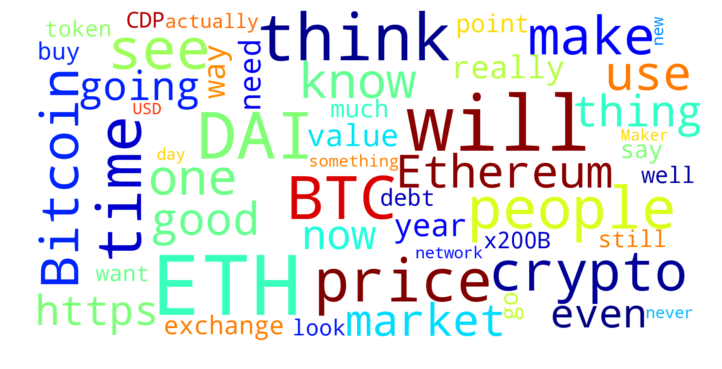 token
CDP
actually
think
point
make
new
buy
see
going
way
need
know
really
use
USD
Bitcoin
time
DAI
much
value
will
thing
Maker
say
day
something
one
good
BTC
debt
Ethereum
people
well
now
year
x200B
still
network
want
ETH
price
crypto
https
exchange
look
market
go
even
never